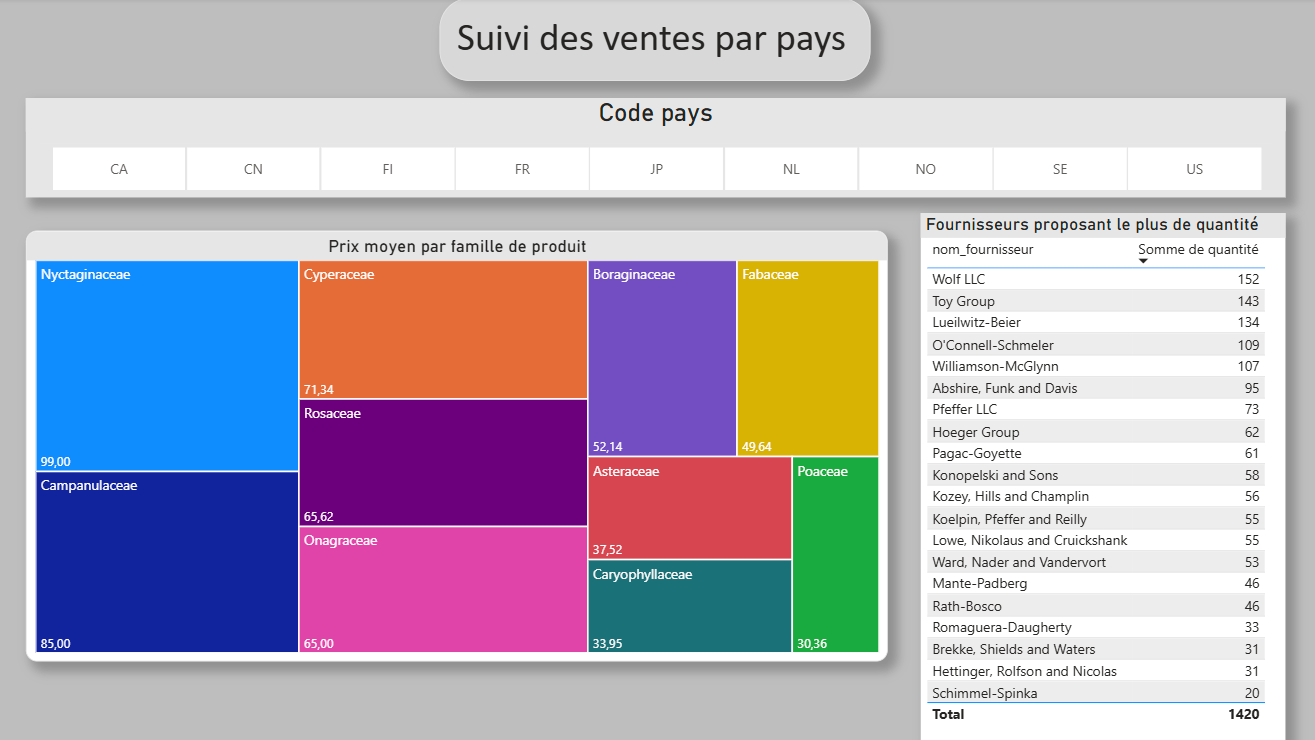 Suivi des ventes par pays
Code pays
CA CN FI FR JP NL NO SE US
Prix moyen par famille de produit
Nyctaginaceae
99,00
Campanulaceae
85,00
Cyperaceae
71,34
Rosaceae
65,62
Onagraceae
65,00
Boraginaceae
52,14
Fabaceae
49,64
Asteraceae
37,52
Caryophyllaceae
33,95
Poaceae
30,36
Fournisseurs proposant le plus de quantité
nom_fournisseur Somme de quantité
Wolf LLC 152
Toy Group 143
Lueilwitz-Beier 134
O'Connell-Schmeler 109
Williamson-McGlynn 107
Abshire, Funk and Davis 95
Pfeffer LLC 73
Hoeger Group 62
Pagac-Goyette 61
Konopelski and Sons 58
Kozey, Hills and Champlin 56
Koelpin, Pfeffer and Reilly 55
Lowe, Nikolaus and Cruickshank 55
Ward, Nader and Vandervort 53
Mante-Padberg 46
Rath-Bosco 46
Romaguera-Daugherty 33
Brekke, Shields and Waters 31
Hettinger, Rolfson and Nicolas 31
Schimmel-Spinka 20
Total 1420